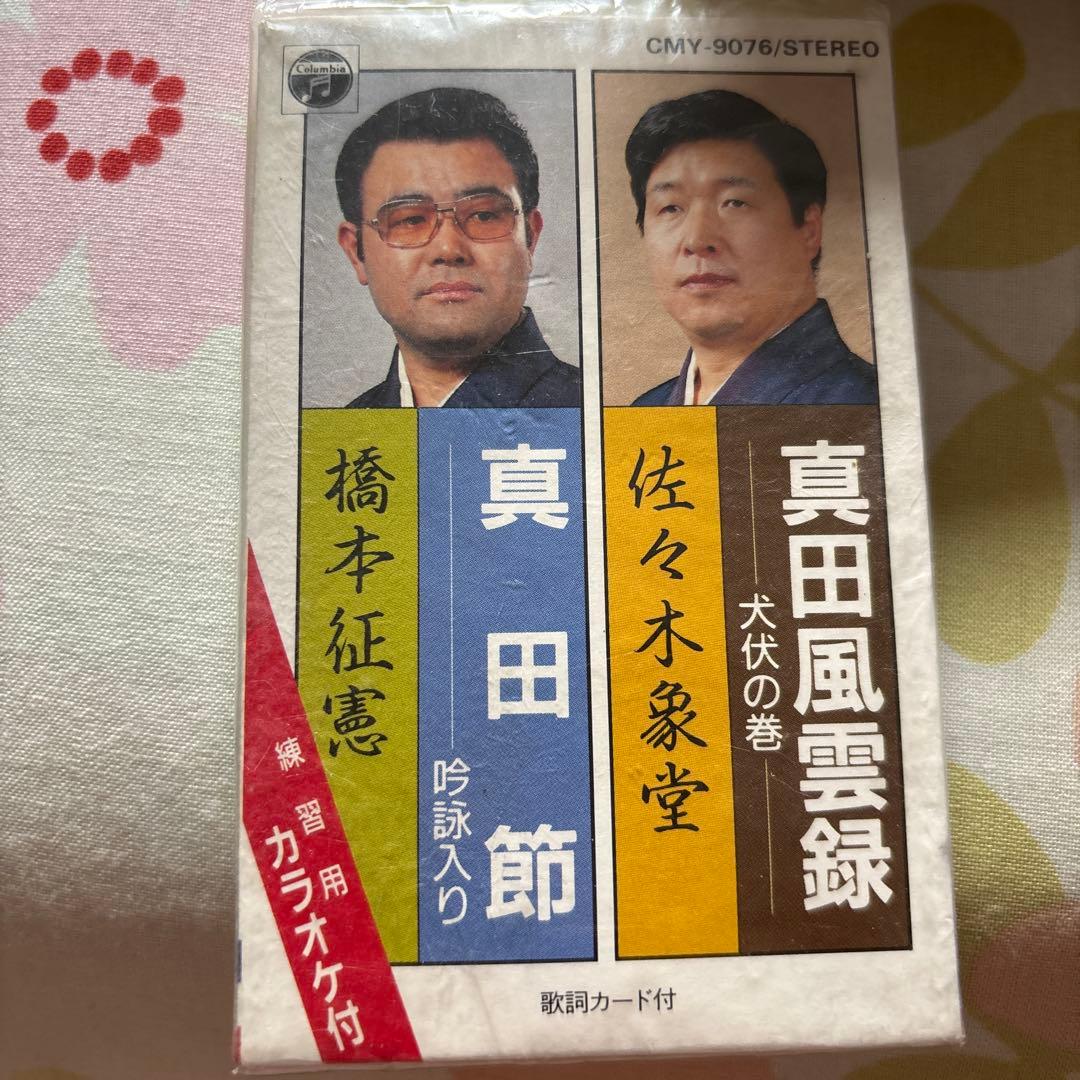 Columbia
CMY-9076/STEREO
真田風雲録
犬伏の巻
佐々木象堂
真田節
吟詠入り
橋本征憲
練習用
カラオケ付
歌詞カード付